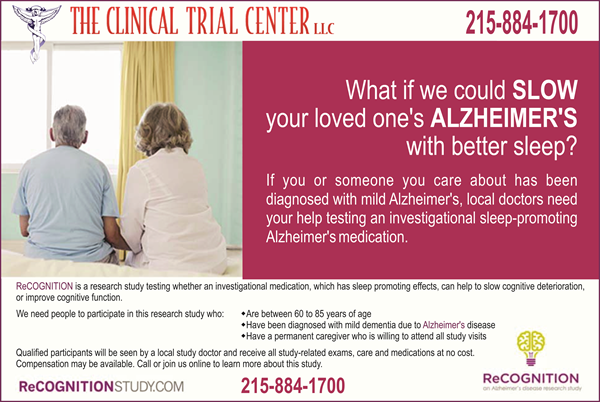 THE CLINICAL TRIAL CENTER LLC
215-884-1700
What if we could SLOW
your loved one's ALZHEIMER'S
with better sleep?
If you or someone you care about has been
diagnosed with mild Alzheimer's, local doctors need
your help testing an investigational sleep-promoting
Alzheimer's medication.
ReCOGNITION is a research study testing whether an investigational medication, which has sleep promoting effects, can help to slow cognitive deterioration,
or improve cognitive function.
We need people to participate in this research study who:
◆Are between 60 to 85 years of age
◆Have been diagnosed with mild dementia due to Alzheimer's disease
◆Have a permanent caregiver who is willing to attend all study visits
Qualified participants will be seen by a local study doctor and receive all study-related exams, care and medications at no cost.
Compensation may be available. Call or join us online to learn more about this study.
ReCOGNITIONSTUDY.COM
215-884-1700
ReCOGNITION
an Alzheimer's disease research study